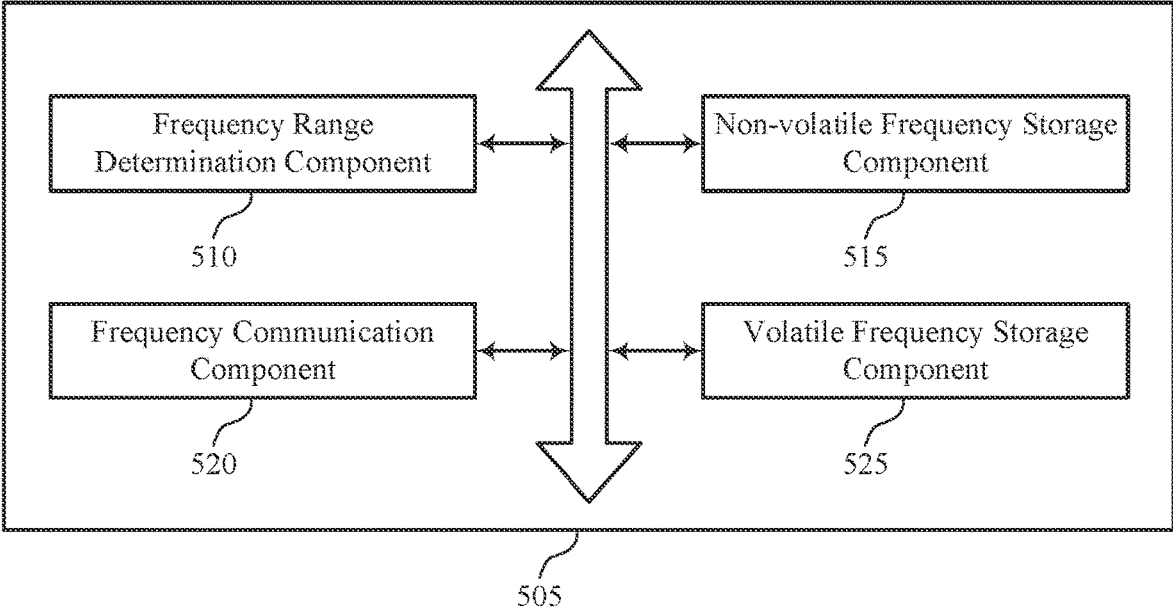 Frequency Range
Determination Component
510
Non-volatile Frequency Storage
Component
515
Frequency Communication
Component
520
Volatile Frequency Storage
Component
525
505